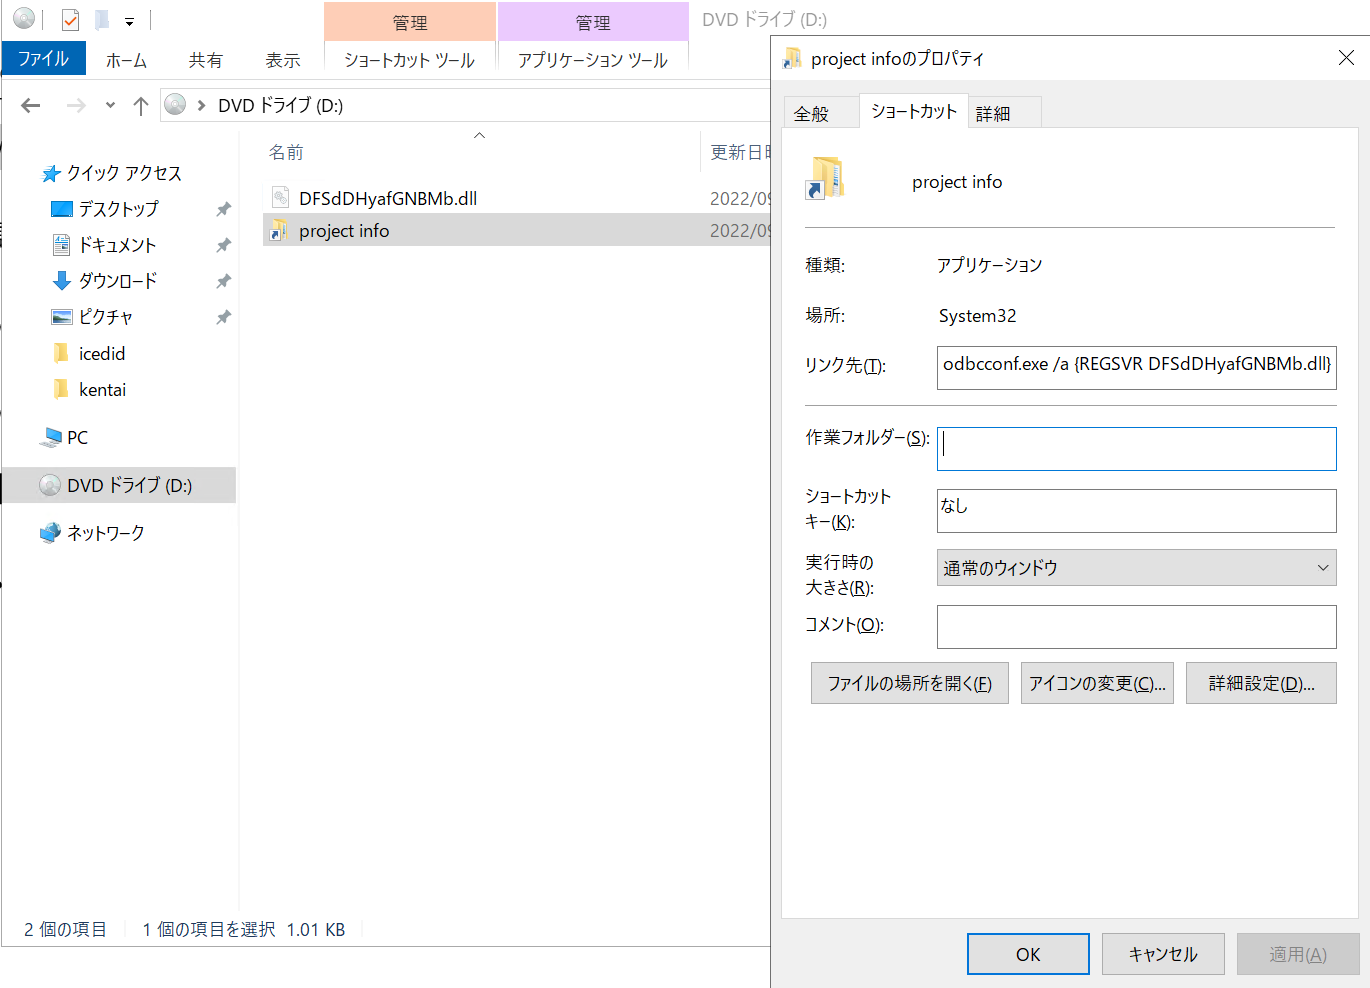 管理
管理
DVD ドライブ (D:)
ファイル
ホーム
共有
表示
ショートカット ツール
アプリケーション ツール
DVD ドライブ (D:)
名前
更新日時
クイック アクセス
デスクトップ
ドキュメント
ダウンロード
ピクチャ
icedid
kentai
PC
DVD ドライブ (D:)
ネットワーク
DFSdDHyafGNBMb.dll
2022/09
project info
2022/09
2 個の項目
1 個の項目を選択 1.01 KB
project infoのプロパティ
全般
ショートカット
詳細
project info
種類:
アプリケーション
場所:
System32
リンク先(T):
odbcconf.exe /a {REGSVR DFSdDHyafGNBMb.dll}
作業フォルダー(S):
ショートカット
キー(K):
なし
実行時の
大きさ(R):
通常のウィンドウ
コメント(O):
ファイルの場所を開く(F)
アイコンの変更(C)...
詳細設定(D)...
OK
キャンセル
適用(A)